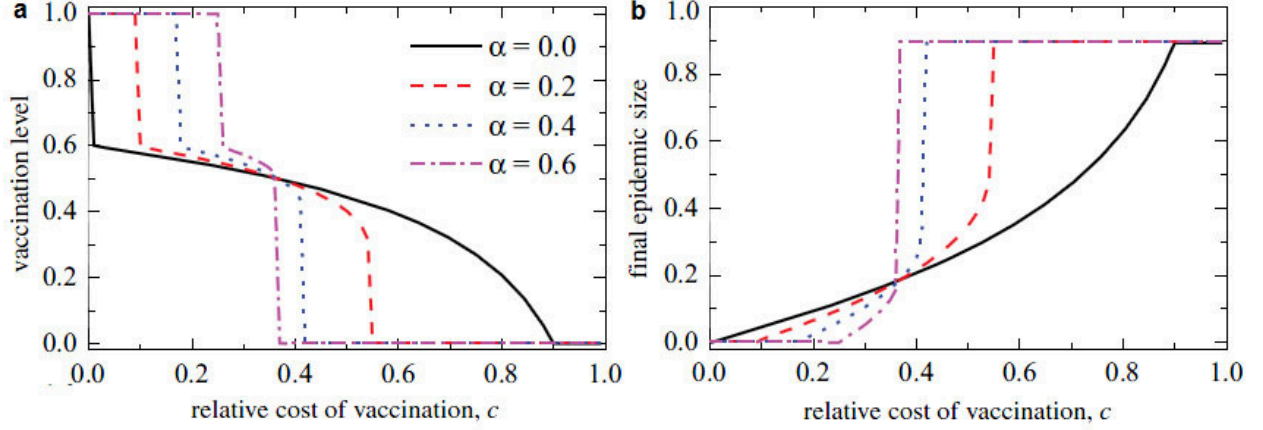 a
1.0
0.8
0.6
0.4
0.2
0.0
vaccination level
α = 0.0
α = 0.2
α = 0.4
α = 0.6
0.0 0.2 0.4 0.6 0.8 1.0
relative cost of vaccination, c
b
1.0
0.8
0.6
0.4
0.2
0.0
final epidemic size
0.0 0.2 0.4 0.6 0.8 1.0
relative cost of vaccination, c